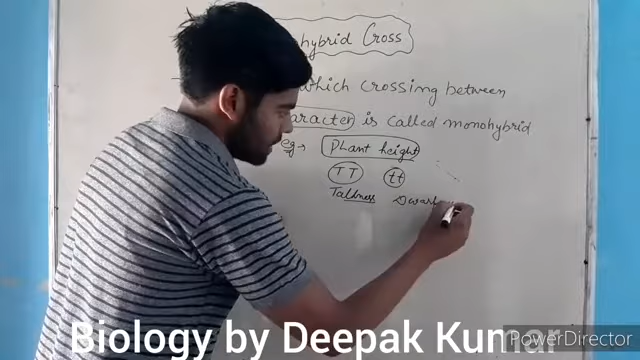 hybrid Cross
which crossing between
aracter is called monohybrid
eg → Plant height
TT tt
Tallness Dwarf
Biology by Deepak Kumar
PowerDirector